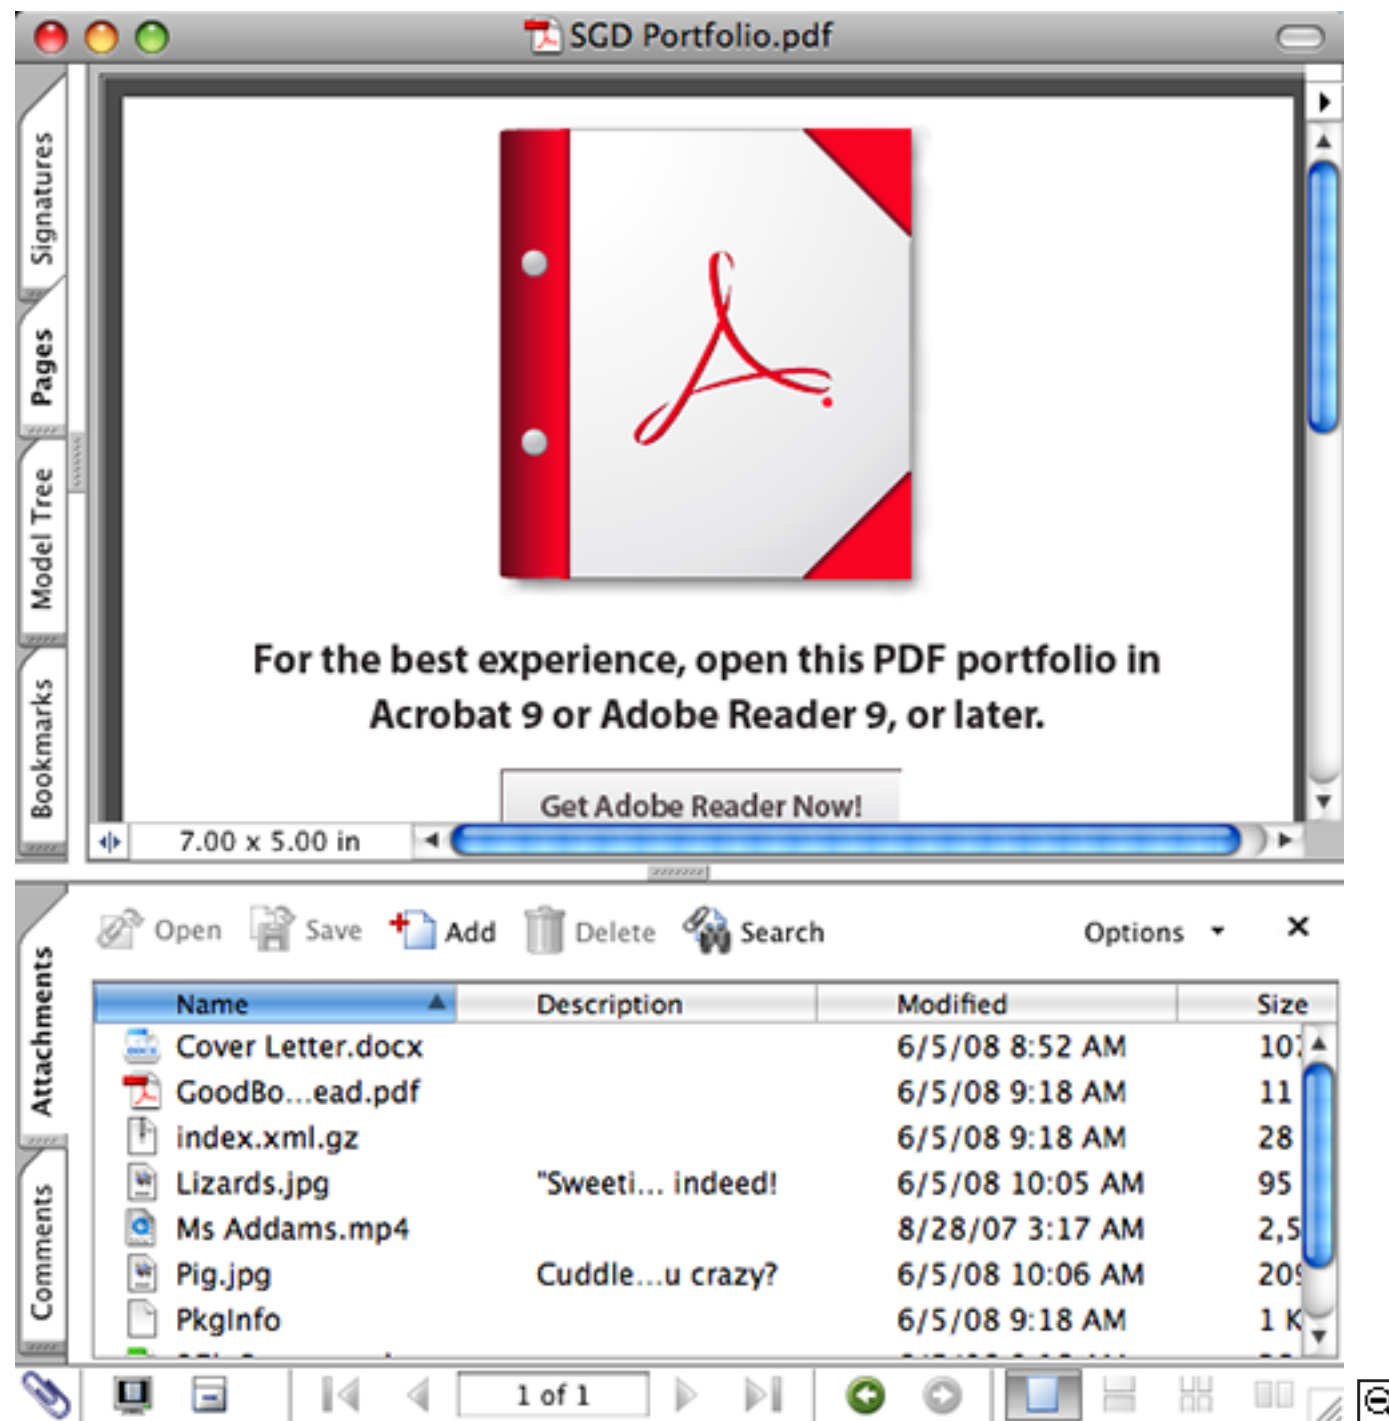 SGD Portfolio.pdf
Signatures
Pages
Model Tree
Bookmarks
For the best experience, open this PDF portfolio in
Acrobat 9 or Adobe Reader 9, or later.
Get Adobe Reader Now!
7.00 x 5.00 in
Attachments
Comments
Open Save Add Delete Search Options
Name Description Modified Size
Cover Letter.docx 6/5/08 8:52 AM
GoodBo...ead.pdf 6/5/08 9:18 AM 11
index.xml.gz 6/5/08 9:18 AM 28
Lizards.jpg "Sweeti... indeed! 6/5/08 10:05 AM 95
Ms Addams.mp4 8/28/07 3:17 AM 2,5
Pig.jpg Cuddle...u crazy? 6/5/08 10:06 AM
PkgInfo 6/5/08 9:18 AM 1 K
1 of 1